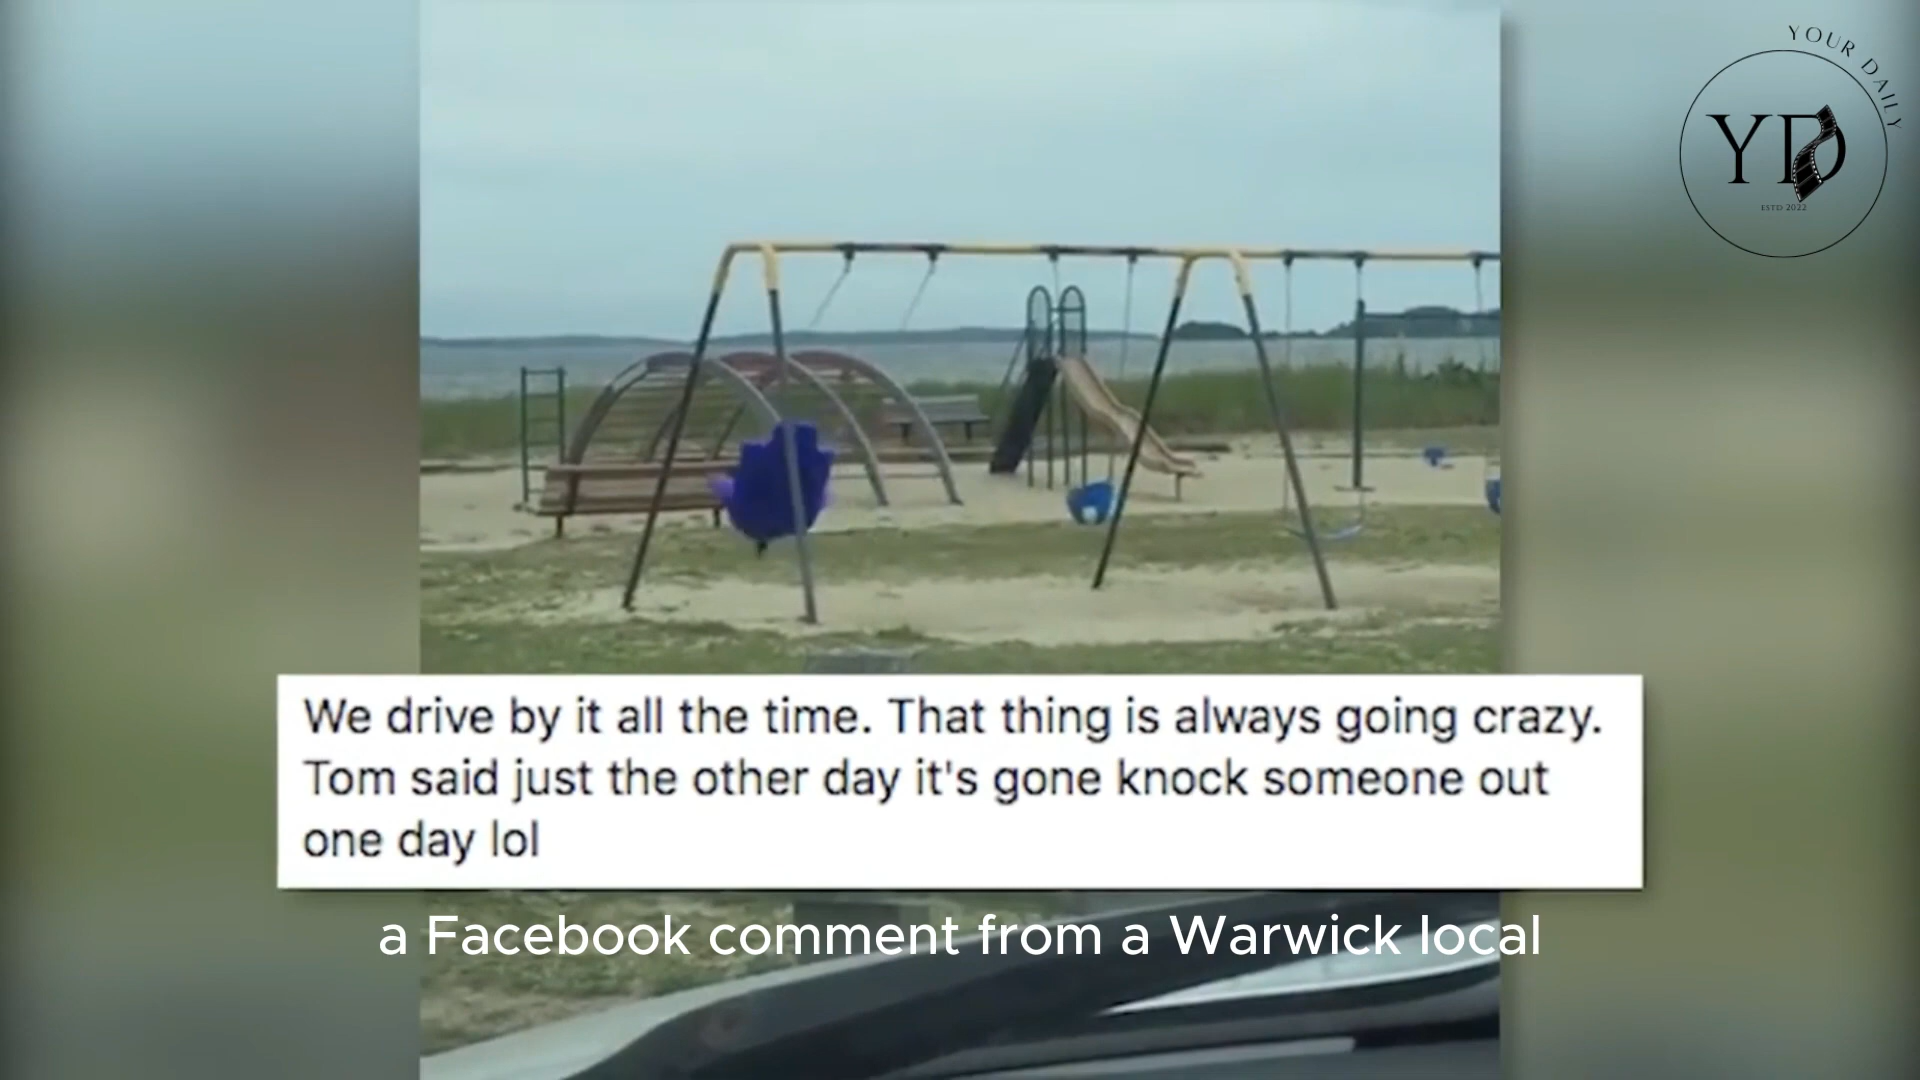 YOUR DAILY
YD
ESTD 2022
We drive by it all the time. That thing is always going crazy.
Tom said just the other day it's gone knock someone out
one day lol
a Facebook comment from a Warwick local